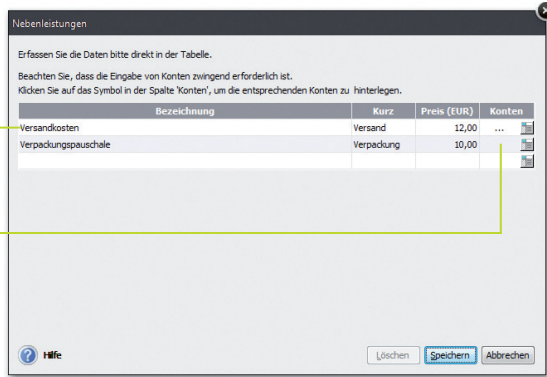 Nebenleistungen
Erfassen Sie die Daten bitte direkt in der Tabelle.
Beachten Sie, dass die Eingabe von Konten zwingend erforderlich ist.
Klicken Sie auf das Symbol in der Spalte 'Konten', um die entsprechenden Konten zu hinterlegen.
Bezeichnung Kurz Preis (EUR) Konten
Versandkosten Versand 12,00 ...
Verpackungspauschale Verpackung 10,00
Hilfe Löschen Speichern Abbrechen